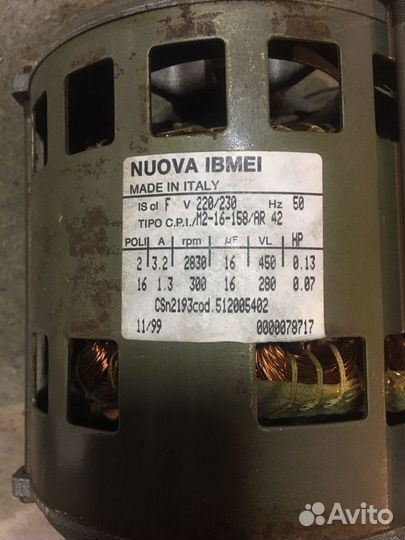 NUOVA IBMEI
MADE IN ITALY
IS cl F V 220/230 Hz 50
TIPO C.P.I./M2-16-158/AR 42
POLI A rpm µF VL HP
2 3.2 2830 16 450 0.13
16 1.3 300 16 280 0.07
CSn2193cod.512005402
11/99 0000078717
Avito